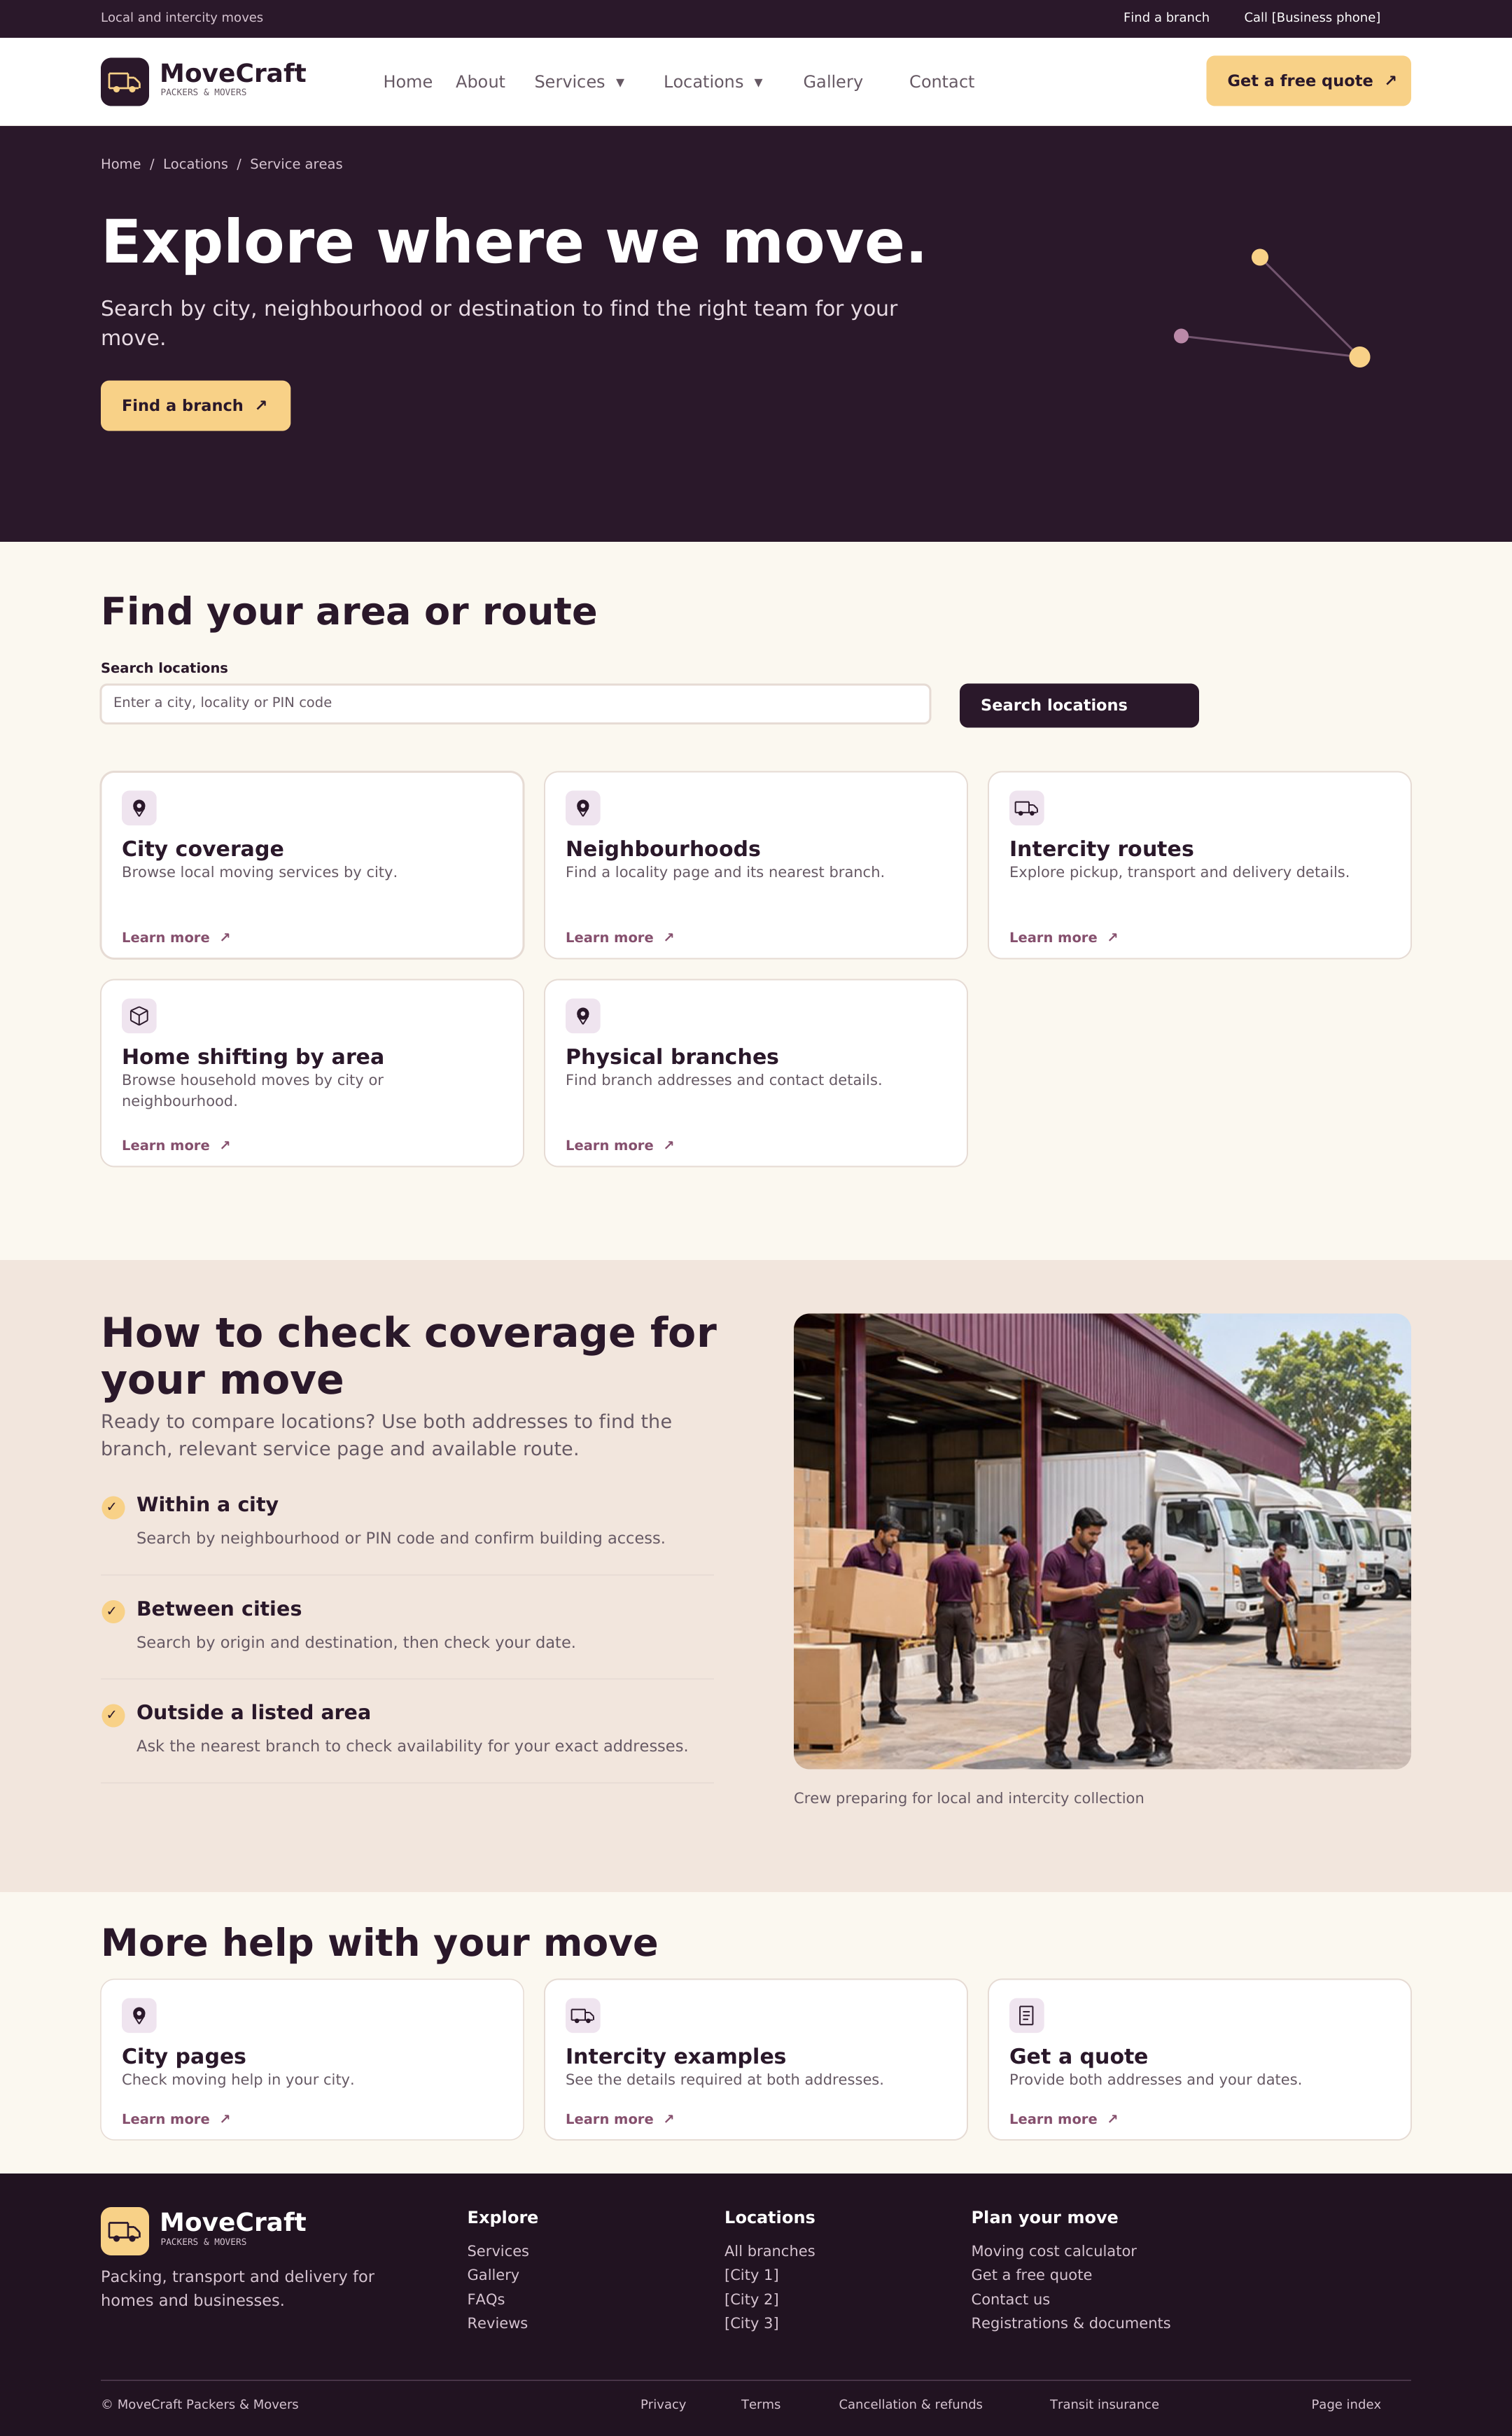 Local and intercity moves
Find a branch
Call [Business phone]
MoveCraft
PACKERS & MOVERS
Home
About
Services ▾
Locations ▾
Gallery
Contact
Get a free quote ↗
Home / Locations / Service areas
Explore where we move.
Search by city, neighbourhood or destination to find the right team for your
move.
Find a branch ↗
Find your area or route
Search locations
Enter a city, locality or PIN code
Search locations
City coverage
Browse local moving services by city.
Learn more ↗
Neighbourhoods
Find a locality page and its nearest branch.
Learn more ↗
Intercity routes
Explore pickup, transport and delivery details.
Learn more ↗
Home shifting by area
Browse household moves by city or
neighbourhood.
Learn more ↗
Physical branches
Find branch addresses and contact details.
Learn more ↗
How to check coverage for
your move
Ready to compare locations? Use both addresses to find the
branch, relevant service page and available route.
✓ Within a city
Search by neighbourhood or PIN code and confirm building access.
✓ Between cities
Search by origin and destination, then check your date.
✓ Outside a listed area
Ask the nearest branch to check availability for your exact addresses.
Crew preparing for local and intercity collection
More help with your move
City pages
Check moving help in your city.
Learn more ↗
Intercity examples
See the details required at both addresses.
Learn more ↗
Get a quote
Provide both addresses and your dates.
Learn more ↗
MoveCraft
PACKERS & MOVERS
Packing, transport and delivery for
homes and businesses.
Explore
Services
Gallery
FAQs
Reviews
Locations
All branches
[City 1]
[City 2]
[City 3]
Plan your move
Moving cost calculator
Get a free quote
Contact us
Registrations & documents
© MoveCraft Packers & Movers
Privacy
Terms
Cancellation & refunds
Transit insurance
Page index